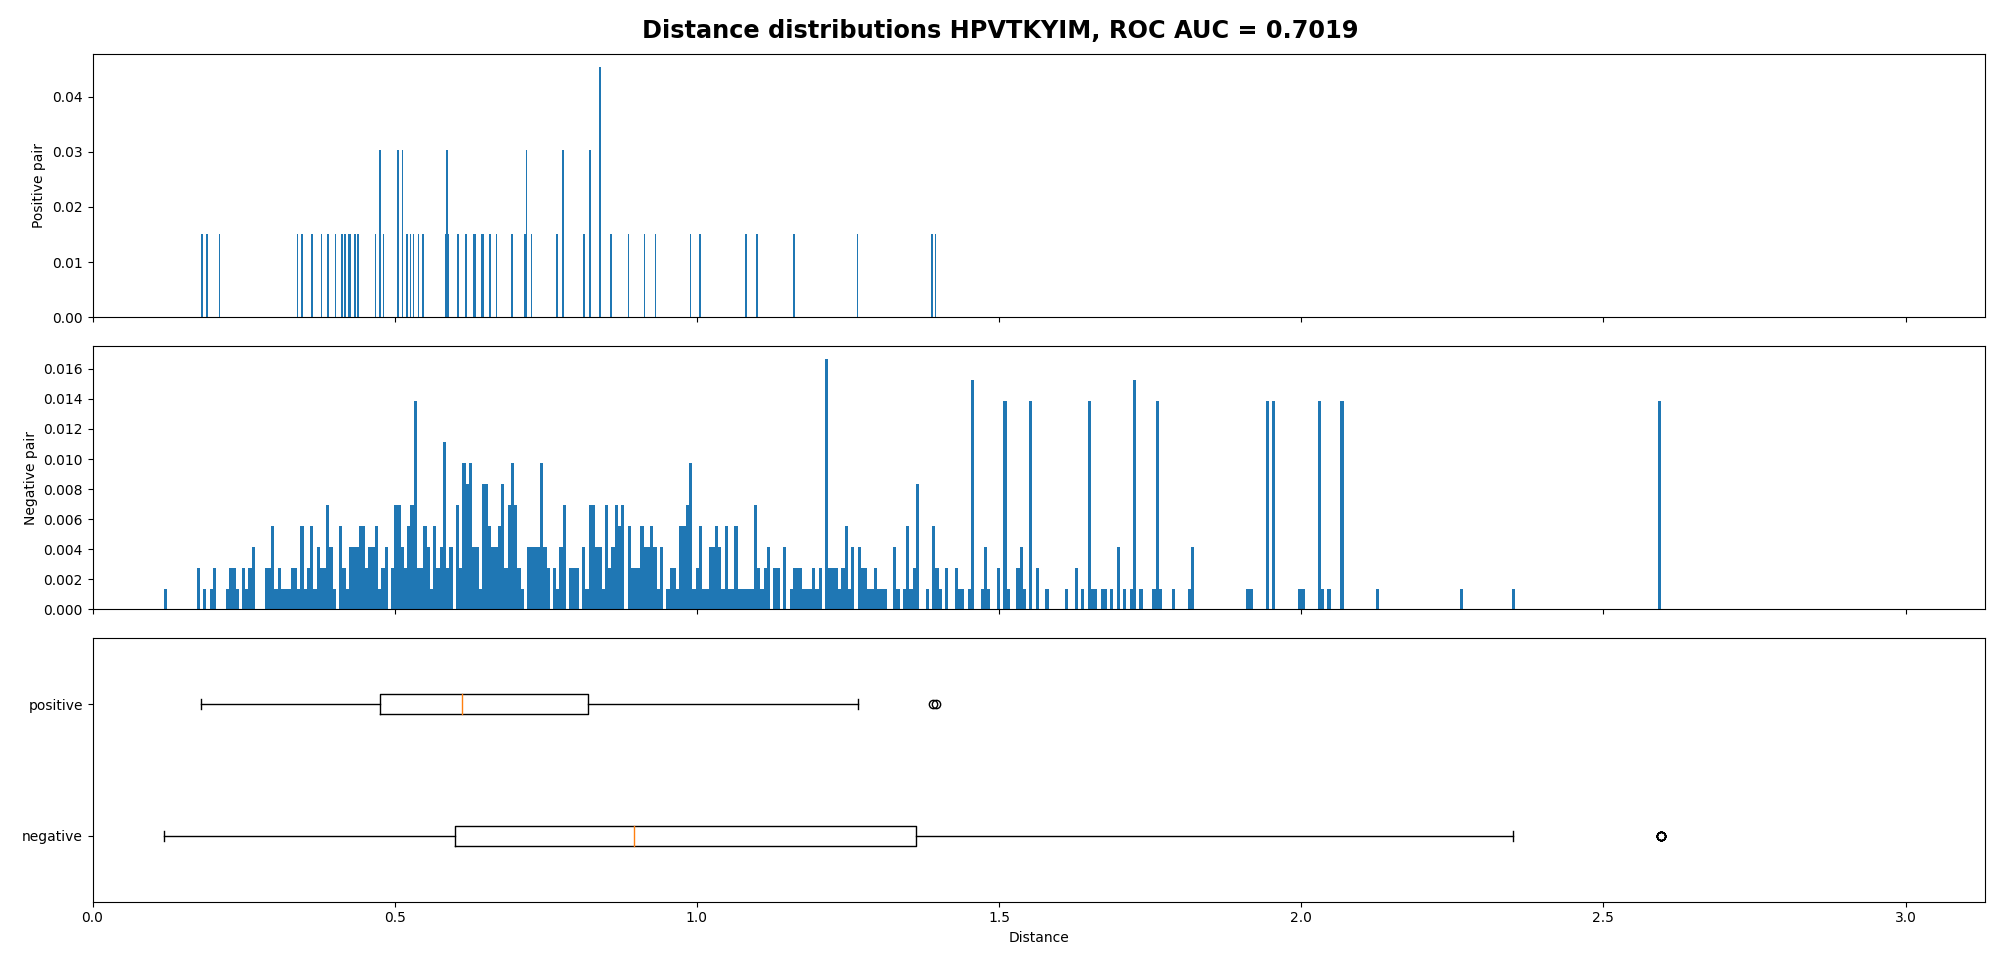 Distance distributions HPVTKYIM, ROC AUC = 0.7019
Positive pair
0.04
0.03
0.02
0.01
0.00
Negative pair
0.016
0.014
0.012
0.010
0.008
0.006
0.004
0.002
0.000
positive
negative
0.0 0.5 1.0 1.5 2.0 2.5 3.0
Distance